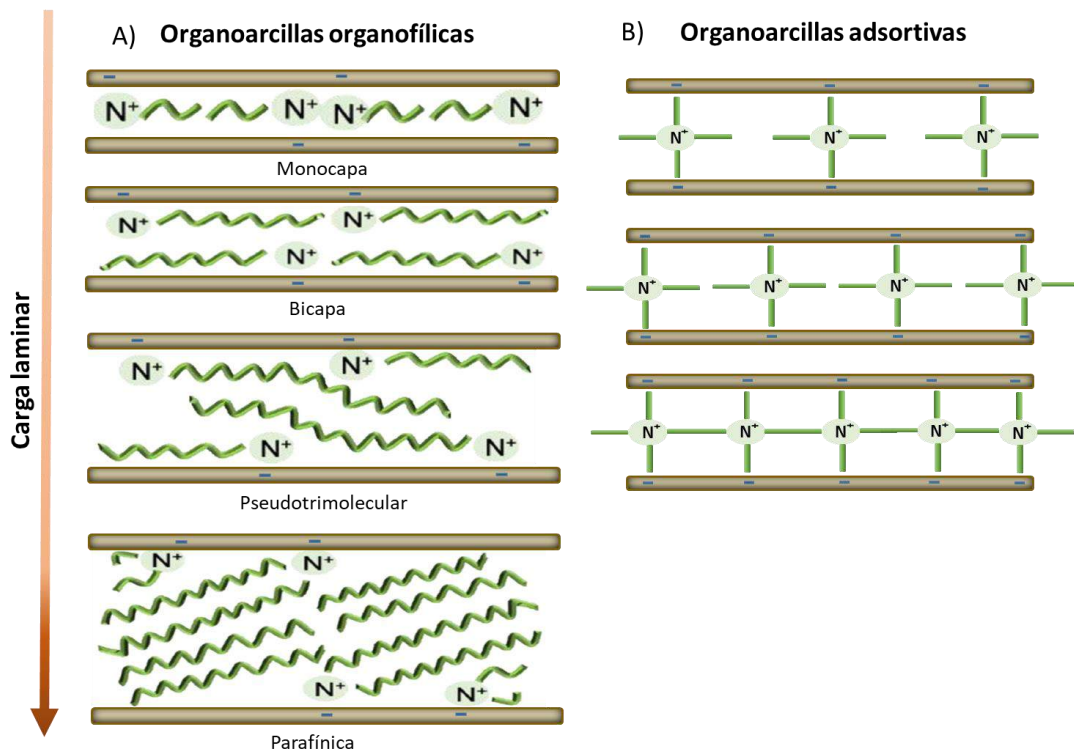 Carga laminar
A) Organoarcillas organofílicas
N⁺ N⁺ N⁺ N⁺
Monocapa
N⁺ N⁺
N⁺ N⁺
Bicapa
N⁺ N⁺
N⁺ N⁺
Pseudotrimolecular
N⁺ N⁺
N⁺ N⁺
Parafínica
B) Organoarcillas adsortivas
N⁺ N⁺ N⁺
N⁺ N⁺ N⁺ N⁺
N⁺ N⁺ N⁺ N⁺ N⁺